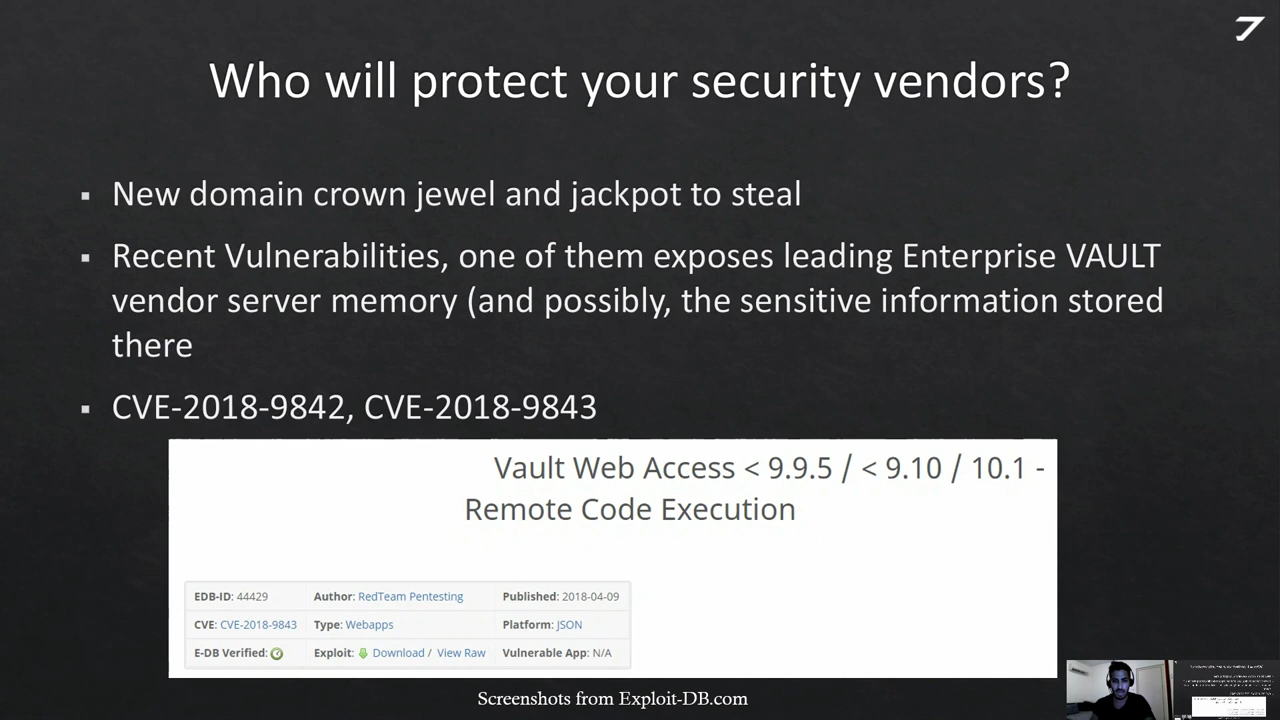 Who will protect your security vendors?
▪ New domain crown jewel and jackpot to steal
▪ Recent Vulnerabilities, one of them exposes leading Enterprise VAULT
vendor server memory (and possibly, the sensitive information stored
there
▪ CVE-2018-9842, CVE-2018-9843
Vault Web Access < 9.9.5 / < 9.10 / 10.1 -
Remote Code Execution
EDB-ID: 44429 Author: RedTeam Pentesting Published: 2018-04-09
CVE: CVE-2018-9843 Type: Webapps Platform: JSON
E-DB Verified: Exploit: Download / View Raw Vulnerable App: N/A
Screenshots from Exploit-DB.com